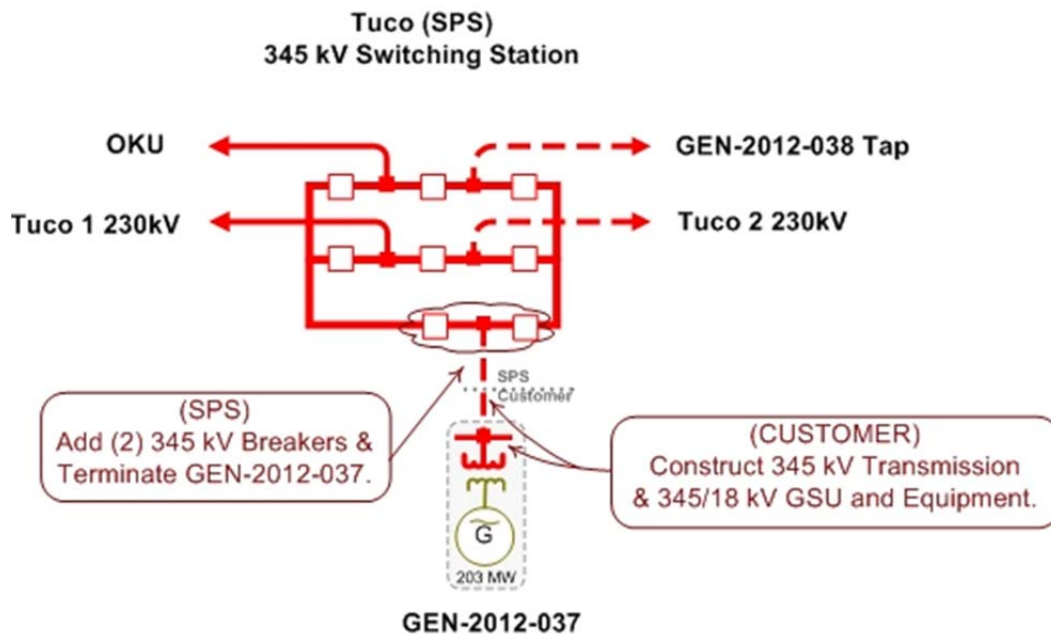 Tuco (SPS)
345 kV Switching Station
OKU
GEN-2012-038 Tap
Tuco 1 230kV
Tuco 2 230kV
SPS
Customer
(SPS)
Add (2) 345 kV Breakers &
Terminate GEN-2012-037.
(CUSTOMER)
Construct 345 kV Transmission
& 345/18 kV GSU and Equipment.
G
203 MW
GEN-2012-037